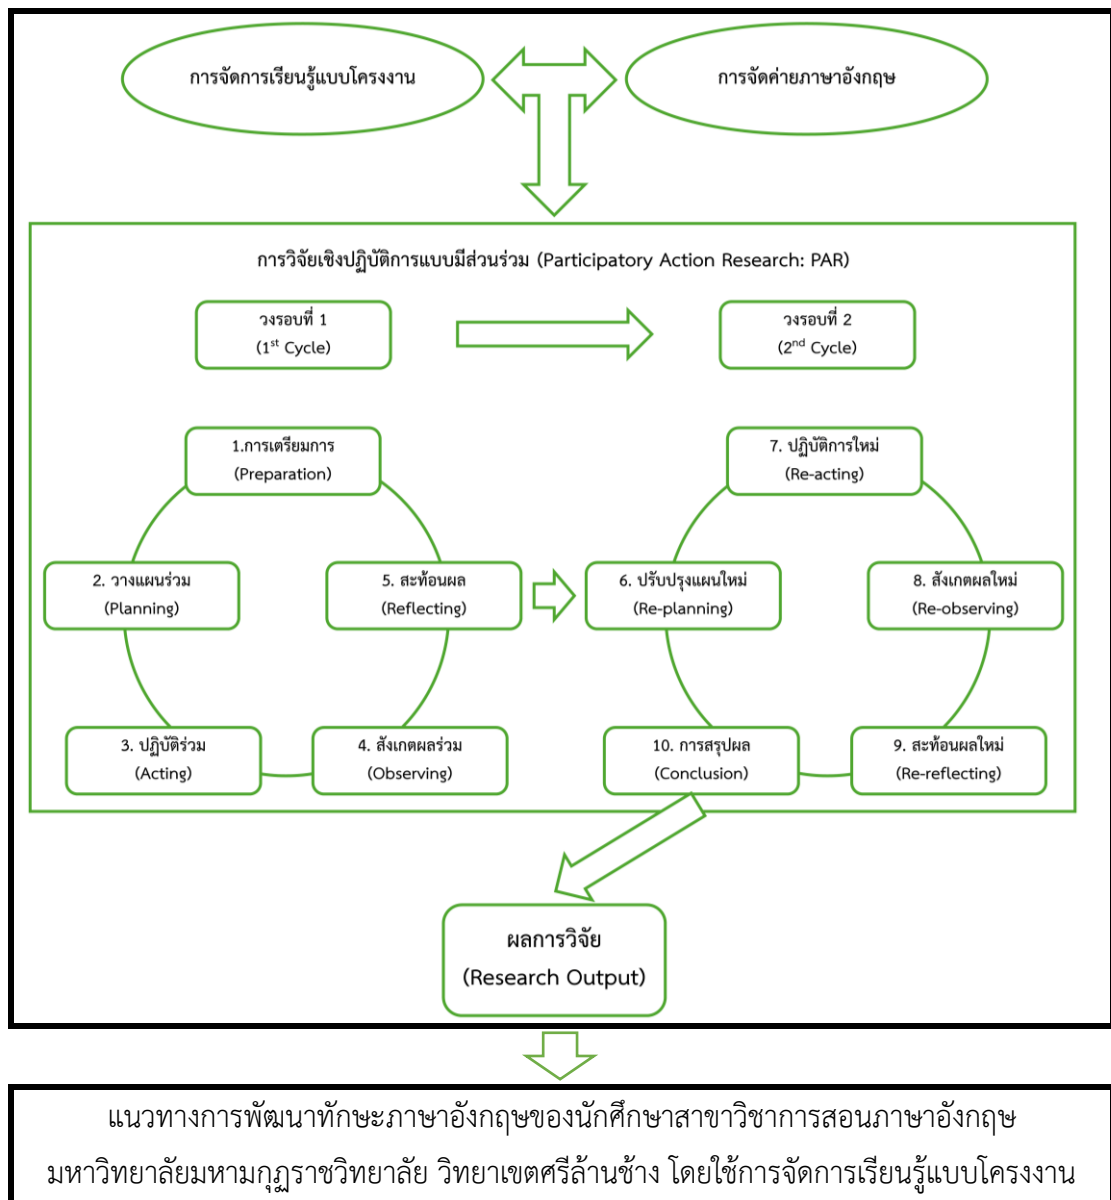 การจัดการเรียนรู้แบบโครงงาน
การจัดค่ายภาษาอังกฤษ
การวิจัยเชิงปฏิบัติการแบบมีส่วนร่วม (Participatory Action Research: PAR)
วงรอบที่ 1
(1st Cycle)
วงรอบที่ 2
(2nd Cycle)
1.การเตรียมการ
(Preparation)
2. วางแผนร่วม
(Planning)
3. ปฏิบัติร่วม
(Acting)
4. สังเกตผลร่วม
(Observing)
5. สะท้อนผล
(Reflecting)
6. ปรับปรุงแผนใหม่
(Re-planning)
7. ปฏิบัติการใหม่
(Re-acting)
8. สังเกตผลใหม่
(Re-observing)
9. สะท้อนผลใหม่
(Re-reflecting)
10. การสรุปผล
(Conclusion)
ผลการวิจัย
(Research Output)
แนวทางการพัฒนาทักษะภาษาอังกฤษของนักศึกษาสาขาวิชาการสอนภาษาอังกฤษ
มหาวิทยาลัยมหามกุฏราชวิทยาลัย วิทยาเขตศรีล้านช้าง โดยใช้การจัดการเรียนรู้แบบโครงงาน